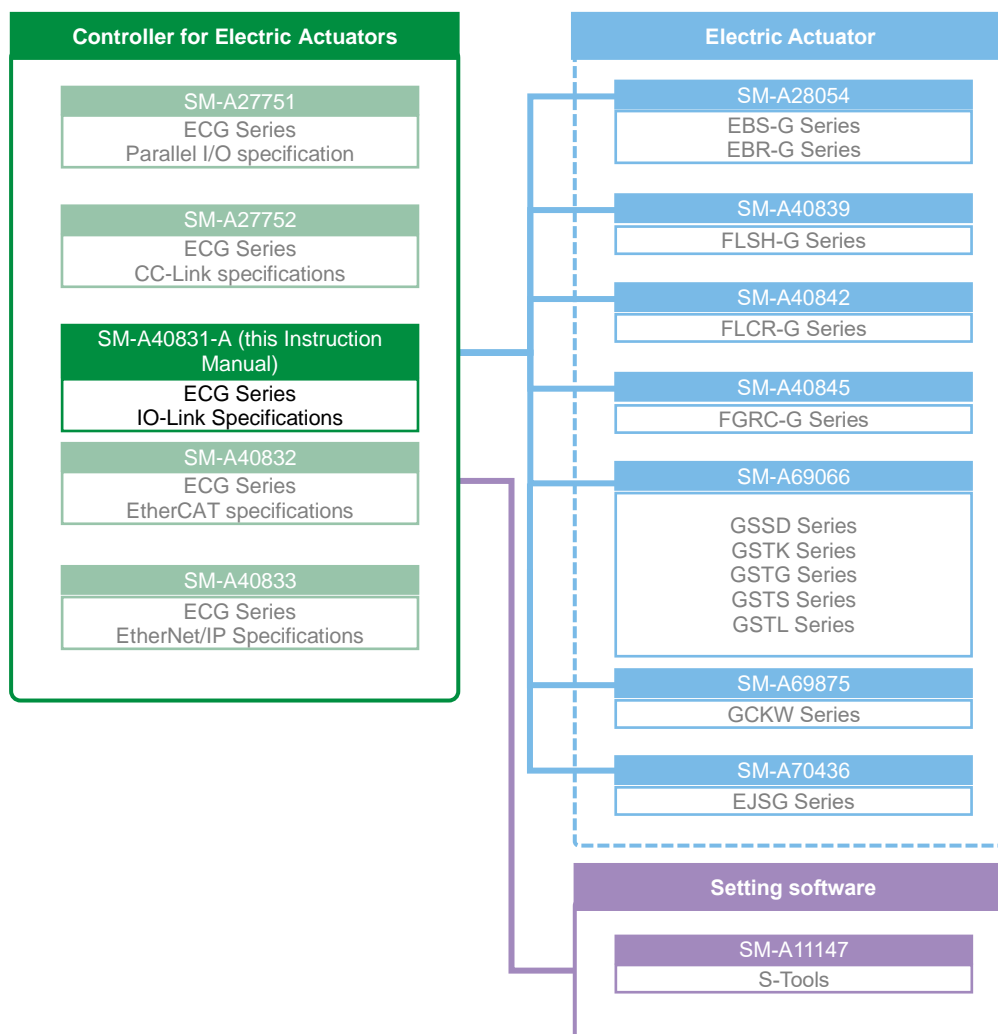 Controller for Electric Actuators
SM-A27751
ECG Series
Parallel I/O specification
SM-A27752
ECG Series
CC-Link specifications
SM-A40831-A (this Instruction
Manual)
ECG Series
IO-Link Specifications
SM-A40832
ECG Series
EtherCAT specifications
SM-A40833
ECG Series
EtherNet/IP Specifications
Electric Actuator
SM-A28054
EBS-G Series
EBR-G Series
SM-A40839
FLSH-G Series
SM-A40842
FLCR-G Series
SM-A40845
FGRC-G Series
SM-A69066
GSSD Series
GSTK Series
GSTG Series
GSTS Series
GSTL Series
SM-A69875
GCKW Series
SM-A70436
EJSG Series
Setting software
SM-A11147
S-Tools